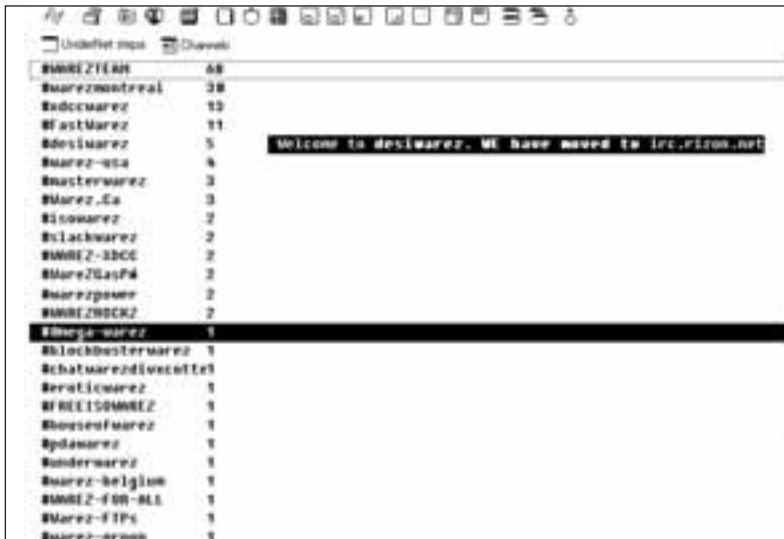 UnderNet Channels
#WAREZTEAM 68
#warezmontreal 38
#xdccwarez 13
#FastWarez 11
#desiwarez 5 Welcome to desiwarez. WE have moved to irc.rizon.net
#warez-usa 4
#masterwarez 3
#Warez.Ca 3
#isowarez 2
#slackwarez 2
#WAREZ-XDCC 2
#warezpower 2
#WAREZROCKZ 2
#Omega-warez 1
#blockbusterwarez 1
#eroticwarez 1
#FREEISOWAREZ 1
#houseofwarez 1
#pdawarez 1
#underwarez 1
#warez-belgium 1
#WAREZ-FOR-ALL 1
#Warez-FTPs 1
#warez-group 1